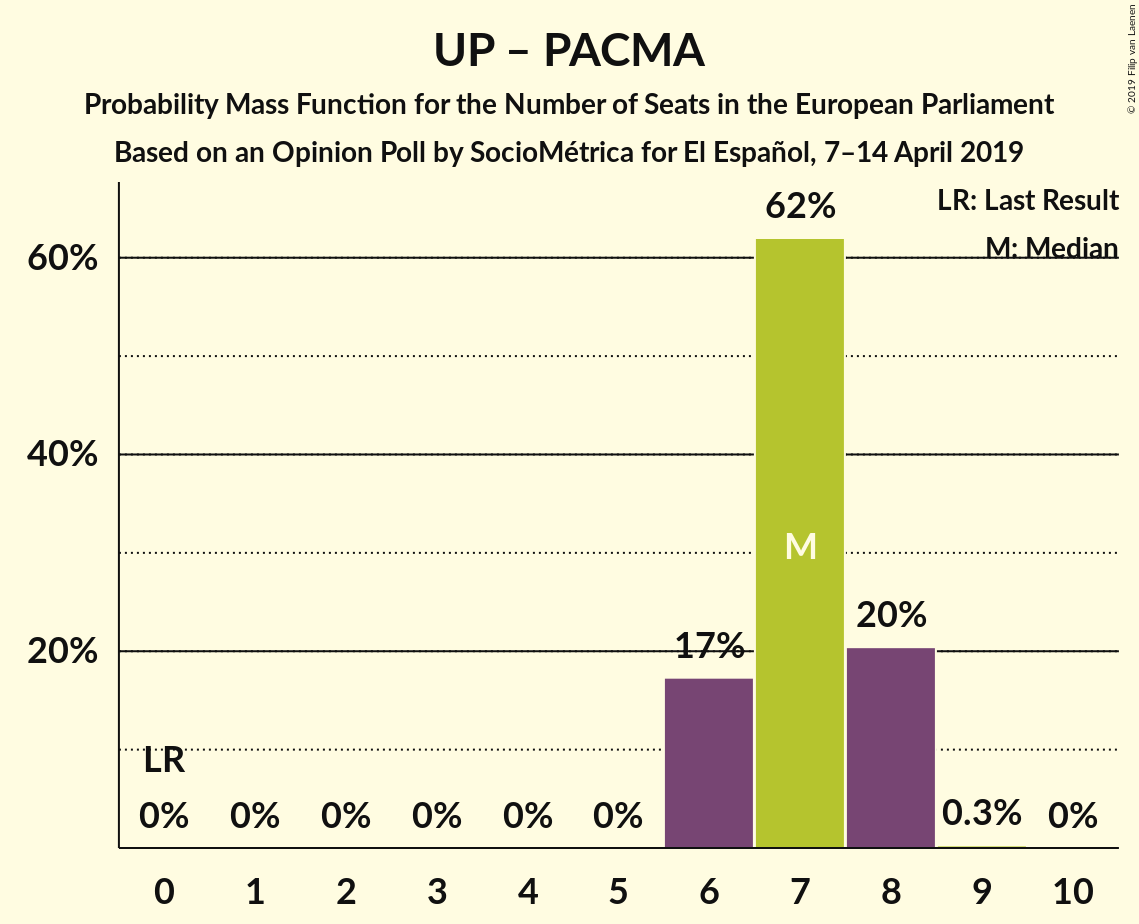 UP – PACMA
Probability Mass Function for the Number of Seats in the European Parliament
Based on an Opinion Poll by SocioMétrica for El Español, 7–14 April 2019
© 2019 Filip van Laenen
LR: Last Result
M: Median
62%
60%
40%
M
20%
20%
17%
LR
0% 0% 0% 0% 0% 0% 0.3% 0%
0 1 2 3 4 5 6 7 8 9 10